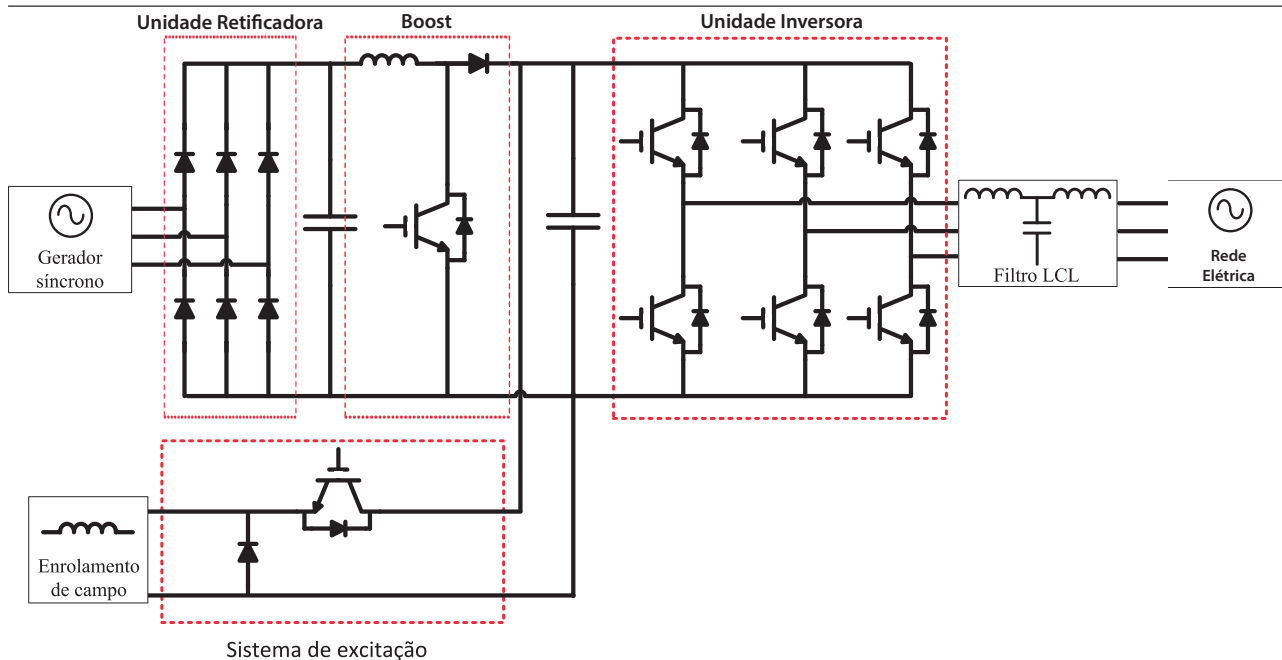 Unidade Retificadora
Boost
Unidade Inversora
Gerador
síncrono
Filtro LCL
Rede
Elétrica
Enrolamento
de campo
Sistema de excitação